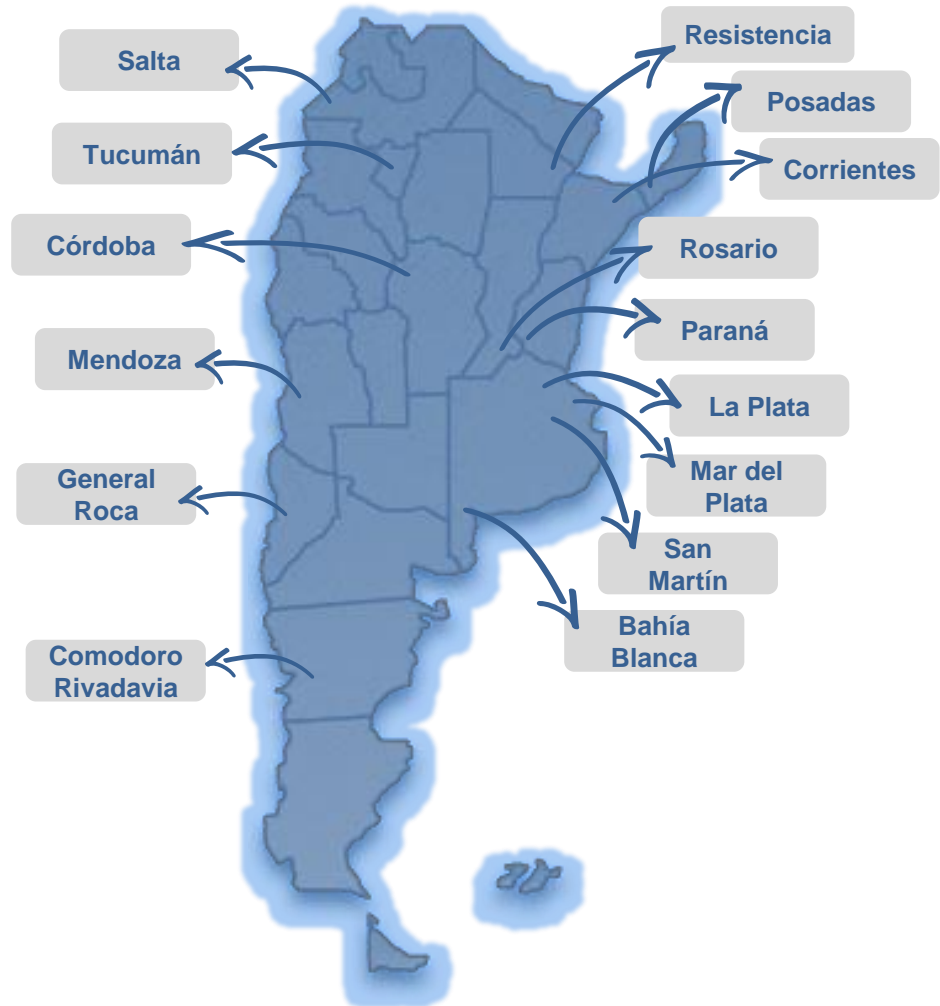 Salta
Tucumán
Córdoba
Mendoza
General
Roca
Comodoro
Rivadavia
Resistencia
Posadas
Corrientes
Rosario
Paraná
La Plata
Mar del
Plata
San
Martín
Bahía
Blanca